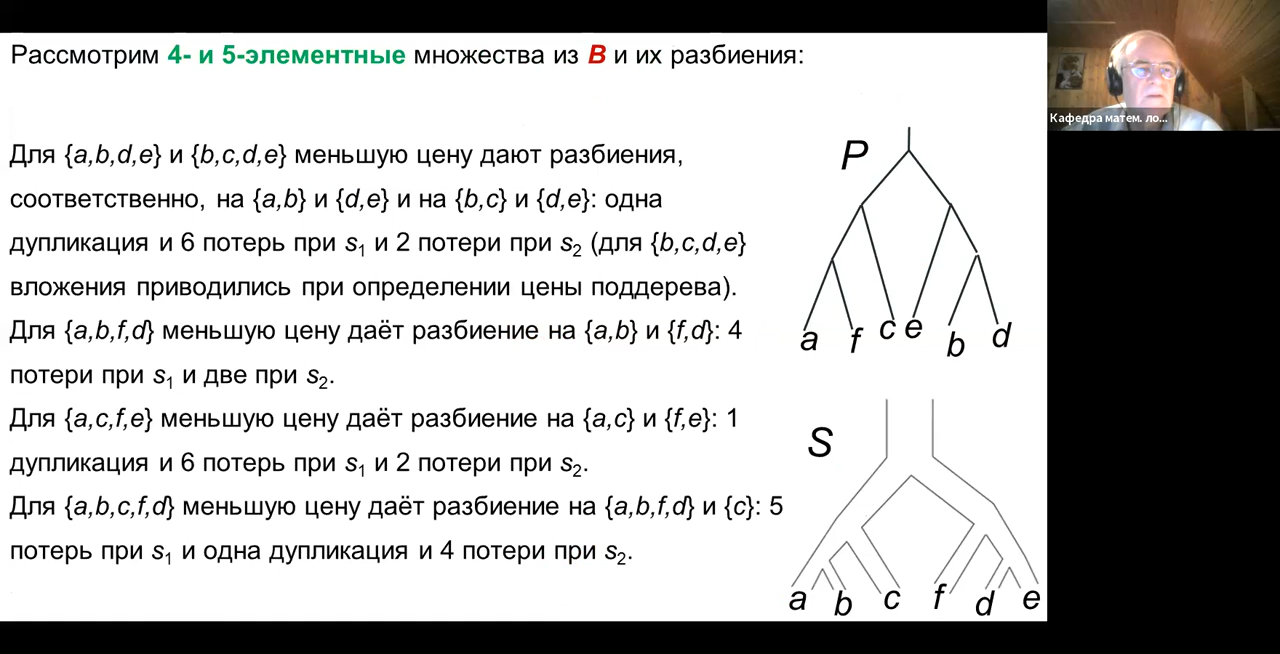 Рассмотрим 4- и 5-элементные множества из B и их разбиения:
Для {a,b,d,e} и {b,c,d,e} меньшую цену дают разбиения,
соответственно, на {a,b} и {d,e} и на {b,c} и {d,e}: одна
дупликация и 6 потерь при s₁ и 2 потери при s₂ (для {b,c,d,e}
вложения приводились при определении цены поддерева).
Для {a,b,f,d} меньшую цену даёт разбиение на {a,b} и {f,d}: 4
потери при s₁ и две при s₂.
Для {a,c,f,e} меньшую цену даёт разбиение на {a,c} и {f,e}: 1
дупликация и 6 потерь при s₁ и 2 потери при s₂.
Для {a,b,c,f,d} меньшую цену даёт разбиение на {a,b,f,d} и {c}: 5
потерь при s₁ и одна дупликация и 4 потери при s₂.
P
a f c e b d
S
a b c f d e
Кафедра матем. ло...